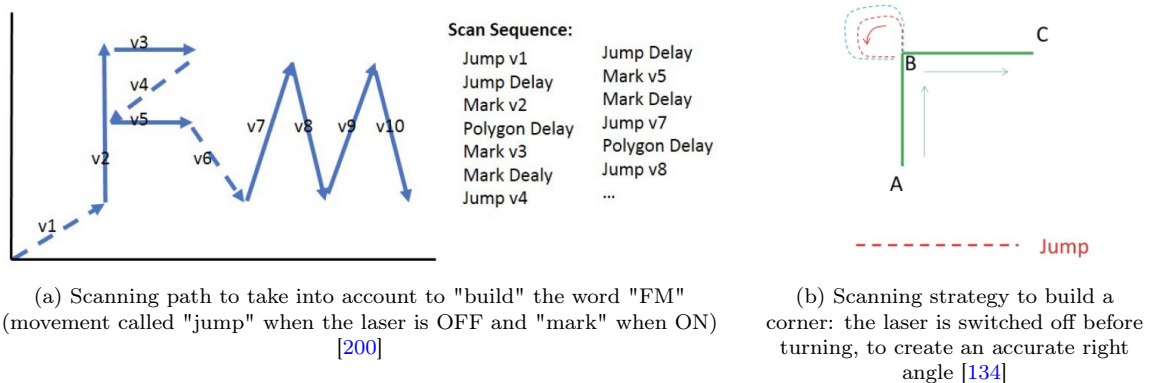 v3
v4
v5
v2
v6
v1
v7
v8
v9
v10
Scan Sequence:
Jump v1
Jump Delay
Mark v2
Polygon Delay
Mark v3
Mark Dealy
Jump v4
Jump Delay
Mark v5
Mark Delay
Jump v7
Polygon Delay
Jump v8
...
C
B
A
Jump
(a) Scanning path to take into account to "build" the word "FM"
(movement called "jump" when the laser is OFF and "mark" when ON)
[200]
(b) Scanning strategy to build a
corner: the laser is switched off before
turning, to create an accurate right
angle [134]